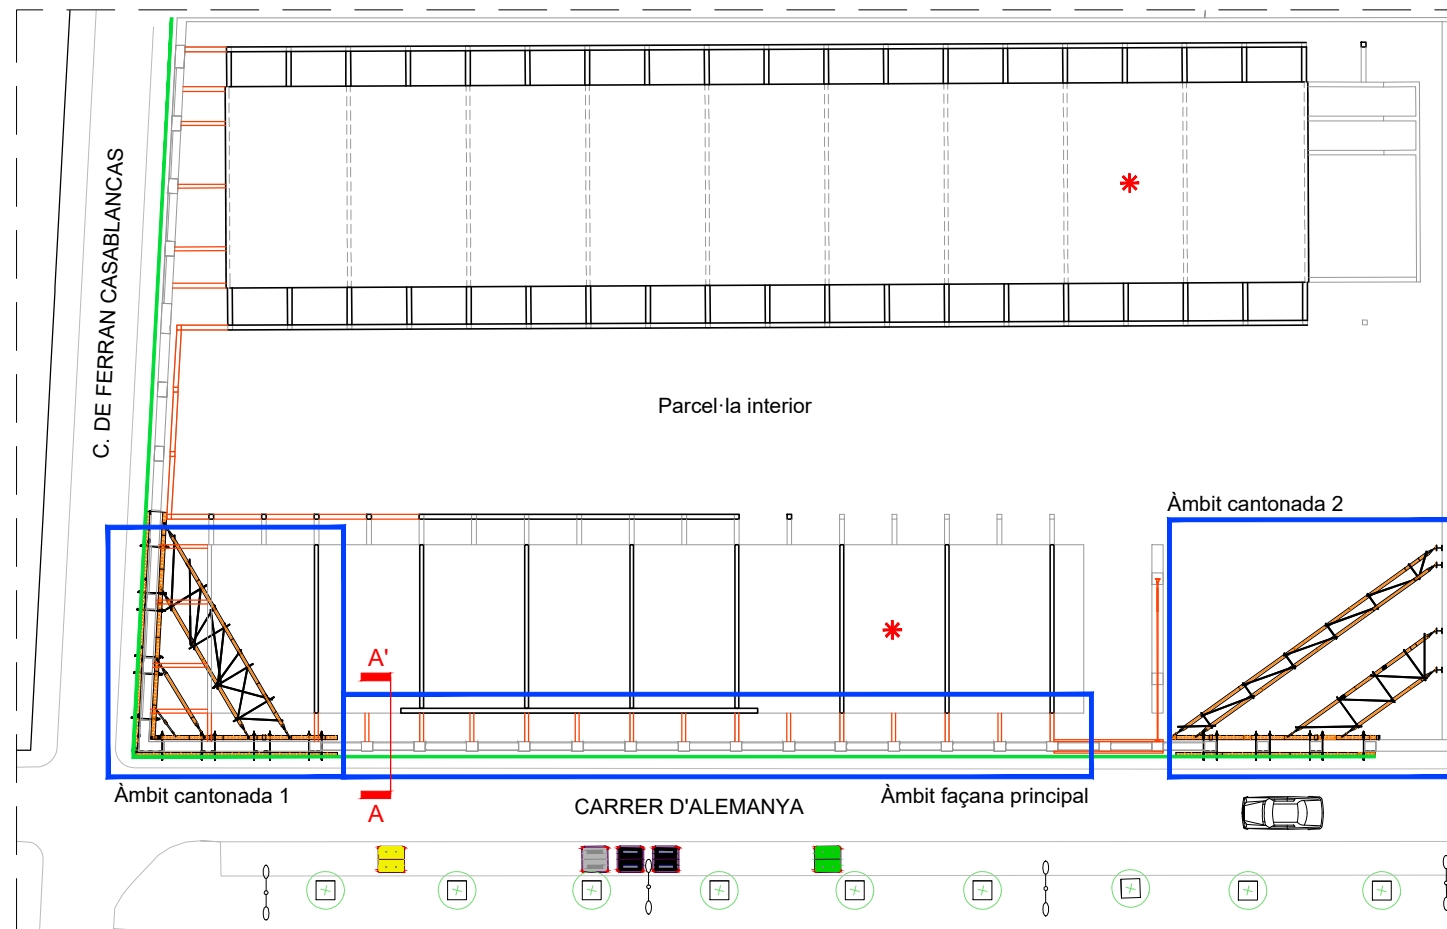 C. DE FERRAN CASABLANCAS
Parcel·la interior
Àmbit cantonada 2
A'
Àmbit cantonada 1
A
CARRER D'ALEMANYA
Àmbit façana principal